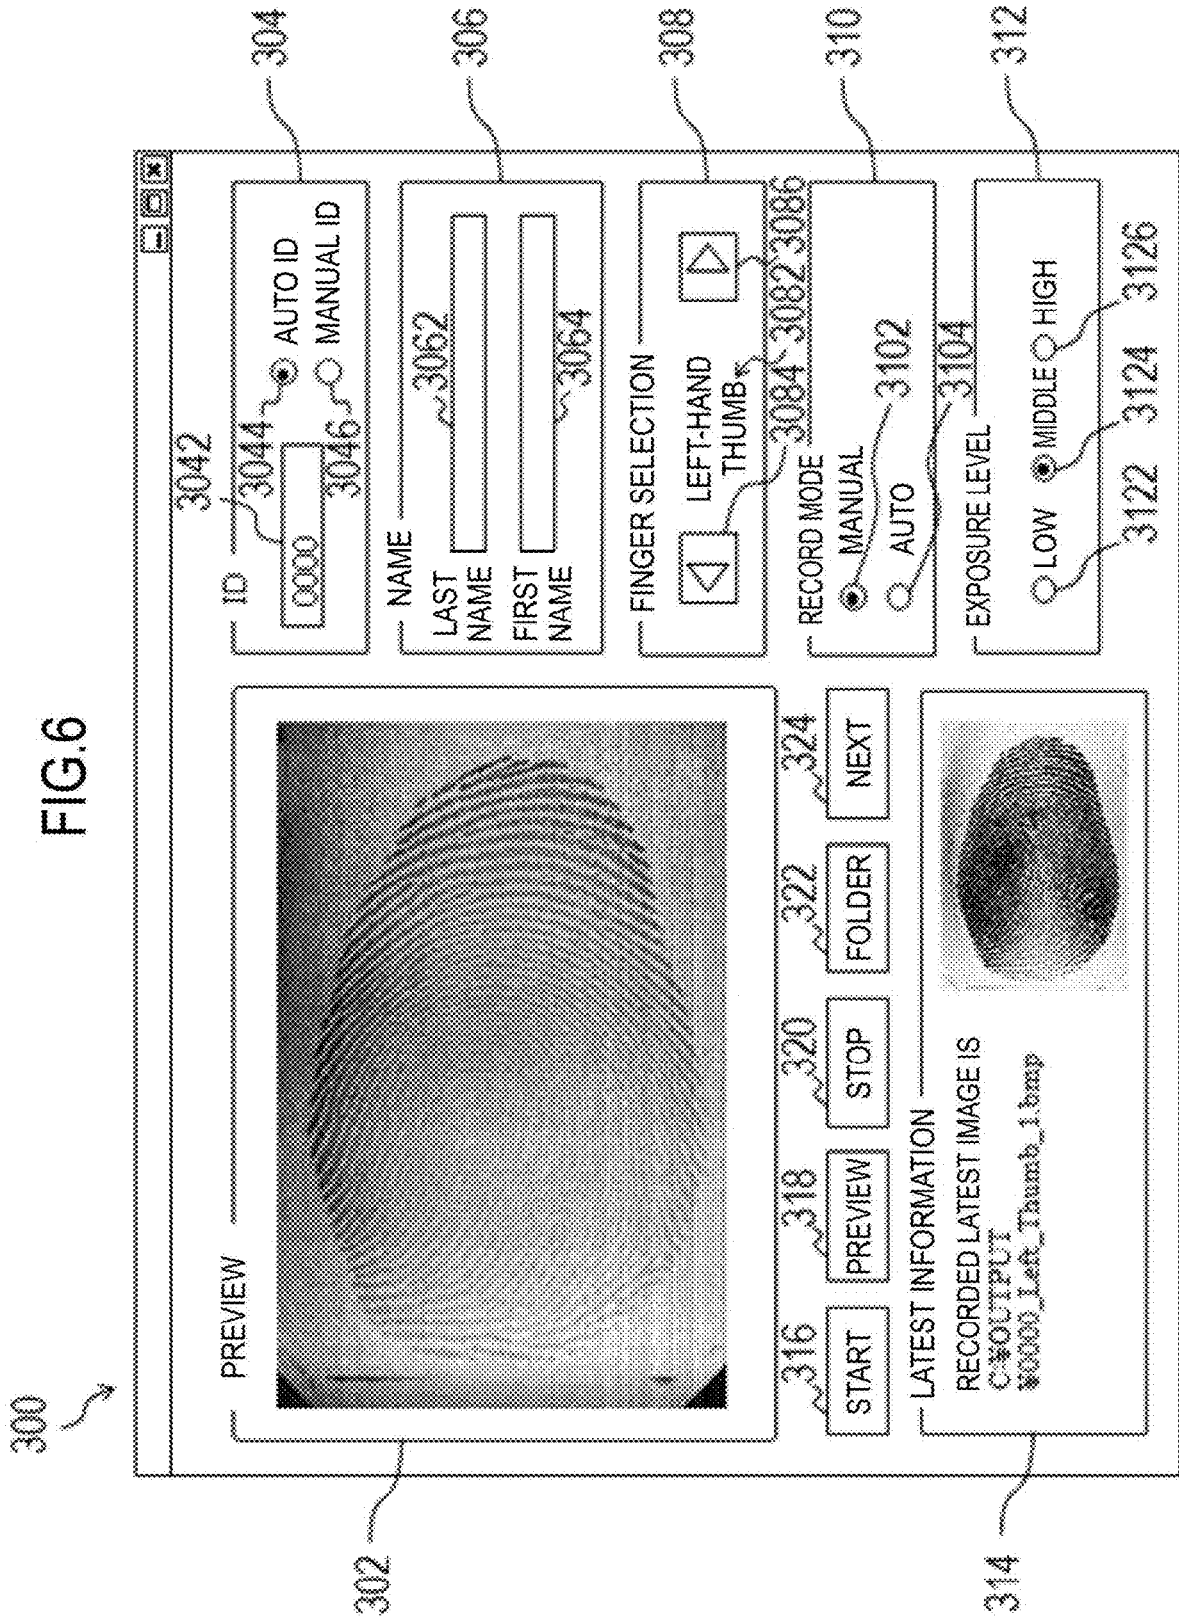 FIG.6
300
302
PREVIEW
ID
0000
3042
3044
3046
AUTO ID
MANUAL ID
304
NAME
LAST
NAME
3062
FIRST
NAME
3064
306
FINGER SELECTION
LEFT-HAND
THUMB
308
3084 3082 3086
RECORD MODE
MANUAL
3102
AUTO
3104
310
EXPOSURE LEVEL
LOW MIDDLE HIGH
3122 3124 3126
312
316 318 320 322 324
START PREVIEW STOP FOLDER NEXT
LATEST INFORMATION
RECORDED LATEST IMAGE IS
C¥OUTPUT
¥0000_Left_Thumb_1.bmp
314